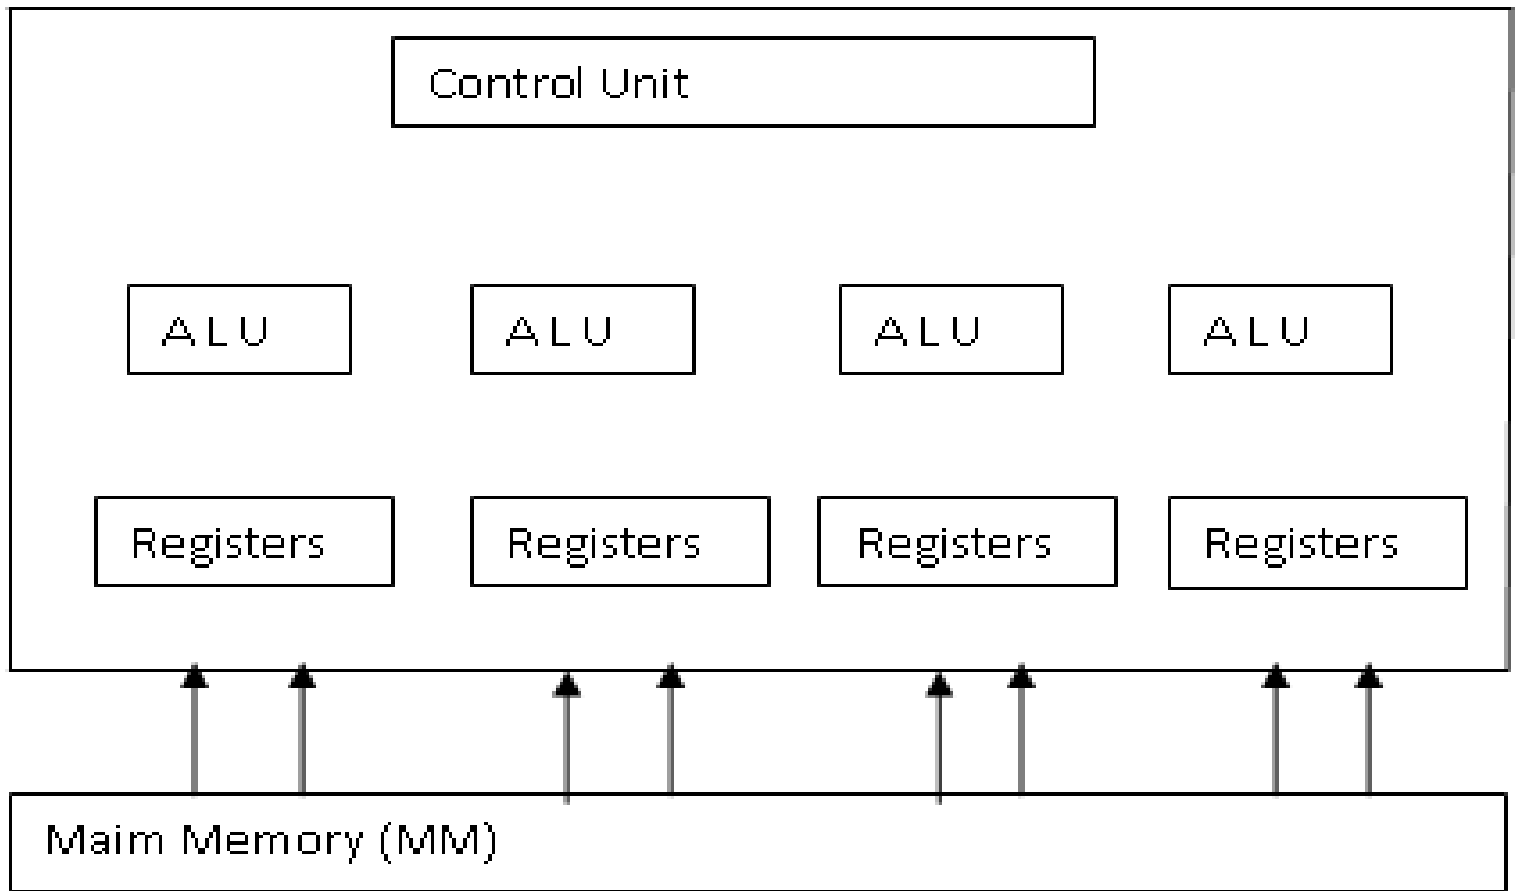 Control Unit
ALU ALU ALU ALU
Registers Registers Registers Registers
Maim Memory (MM)